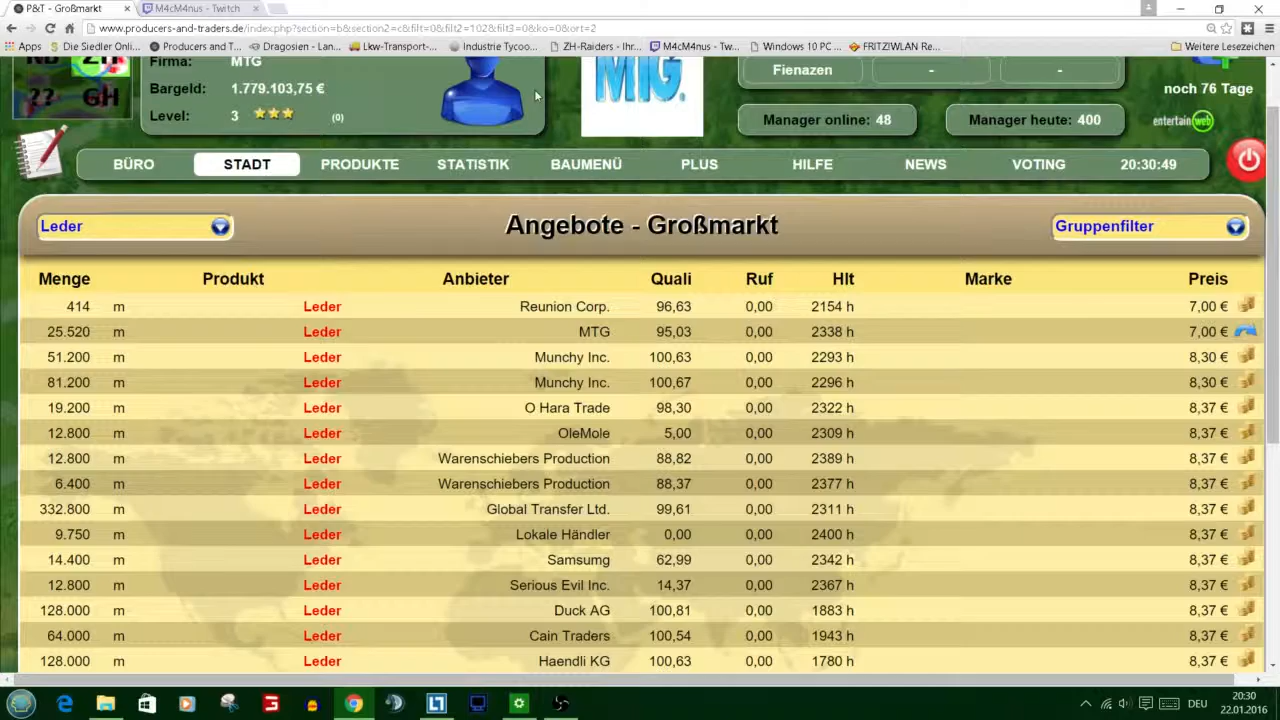 P&T - Großmarkt
M4cM4nus - Twitch
www.producers-and-traders.de/index.php?section=b&section2=c&filt=0&filt2=102&filt3=0&ko=0&ort=2
Apps Die Siedler Onli... Producers and T... Dragosien - Lan... Lkw-Transport-... Industrie Tycoo... ZH-Raiders - Ihr... M4cM4nus - Tw... Windows 10 PC ... FRITZ!WLAN Re... Weitere Lesezeichen
ZH
?? GH
Firma: MTG
Bargeld: 1.779.103,75 €
Level: 3 (0)
MTG.
Fienazen - -
Manager online: 48 Manager heute: 400
noch 76 Tage
entertainweb
BÜRO STADT PRODUKTE STATISTIK BAUMENÜ PLUS HILFE NEWS VOTING 20:30:49
Leder Angebote - Großmarkt Gruppenfilter
Menge Produkt Anbieter Quali Ruf Hlt Marke Preis
414 m Leder Reunion Corp. 96,63 0,00 2154 h 7,00 €
25.520 m Leder MTG 95,03 0,00 2338 h 7,00 €
51.200 m Leder Munchy Inc. 100,63 0,00 2293 h 8,30 €
81.200 m Leder Munchy Inc. 100,67 0,00 2296 h 8,30 €
19.200 m Leder O Hara Trade 98,30 0,00 2322 h 8,37 €
12.800 m Leder OleMole 5,00 0,00 2309 h 8,37 €
12.800 m Leder Warenschiebers Production 88,82 0,00 2389 h 8,37 €
6.400 m Leder Warenschiebers Production 88,37 0,00 2377 h 8,37 €
332.800 m Leder Global Transfer Ltd. 99,61 0,00 2311 h 8,37 €
9.750 m Leder Lokale Händler 0,00 0,00 2400 h 8,37 €
14.400 m Leder Samsumg 62,99 0,00 2342 h 8,37 €
12.800 m Leder Serious Evil Inc. 14,37 0,00 2367 h 8,37 €
128.000 m Leder Duck AG 100,81 0,00 1883 h 8,37 €
64.000 m Leder Cain Traders 100,54 0,00 1943 h 8,37 €
128.000 m Leder Haendli KG 100,63 0,00 1780 h 8,37 €
DEU
20:30
22.01.2016